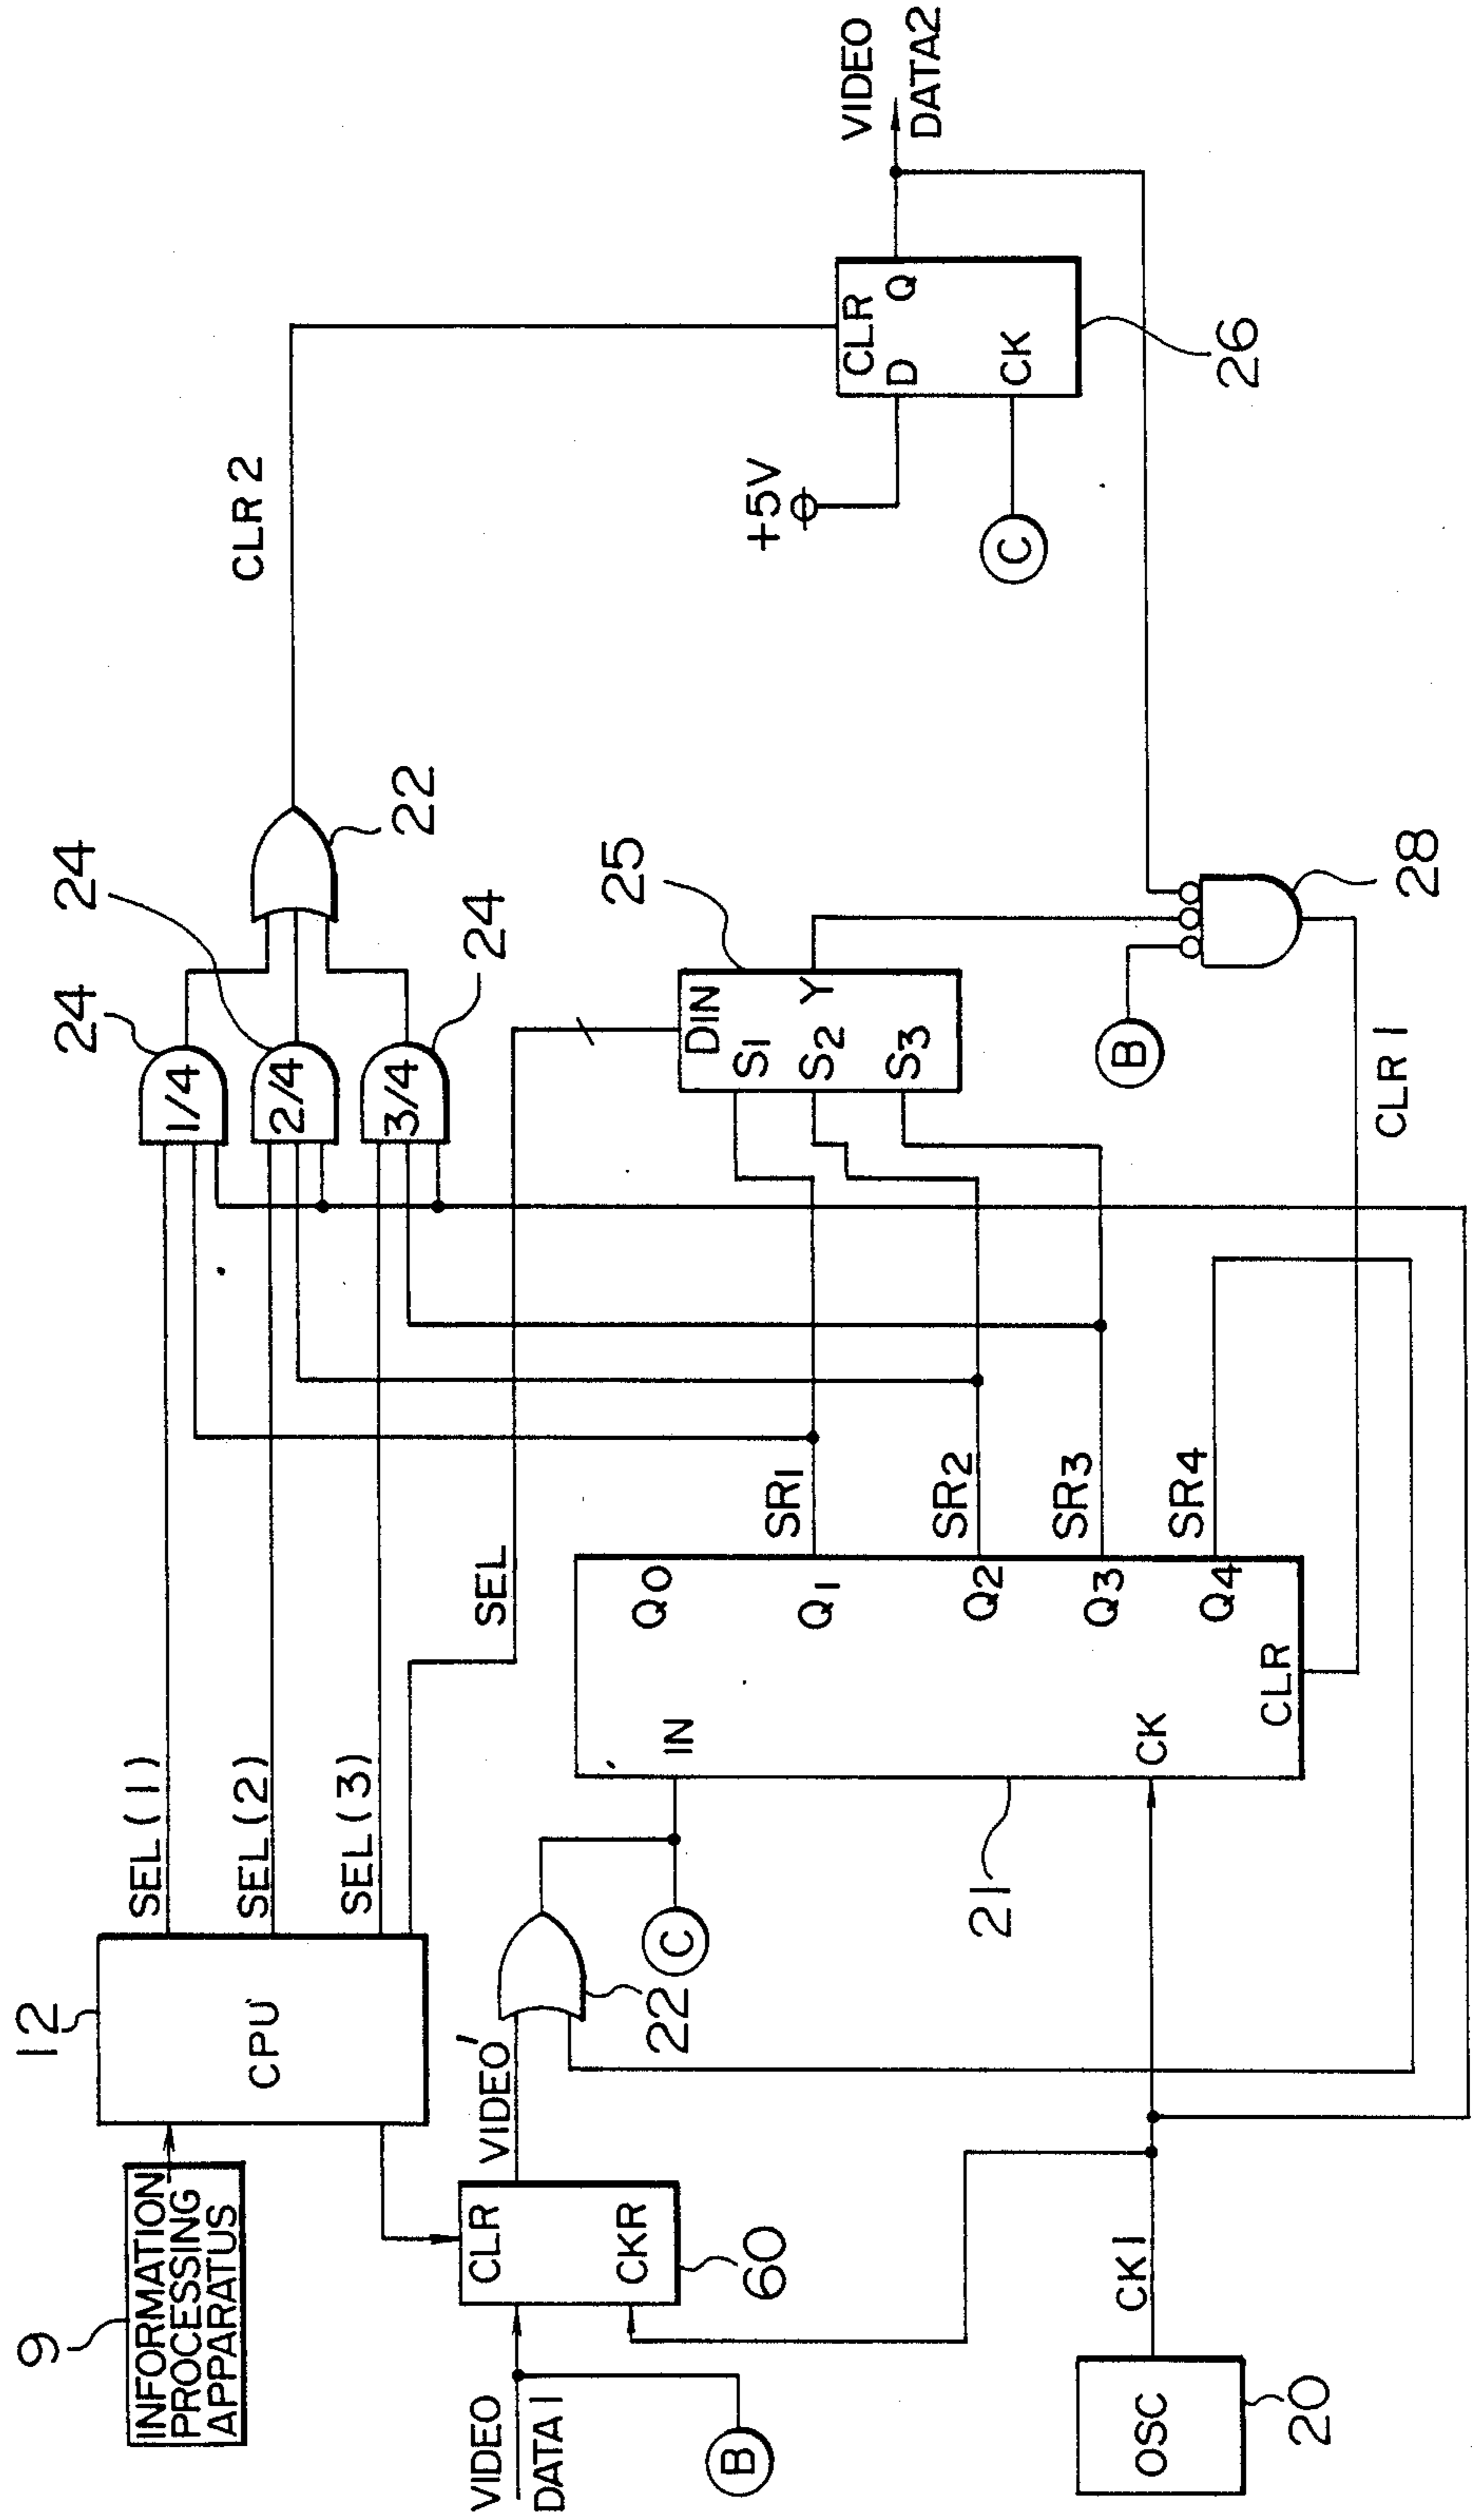 9
INFORMATION
PROCESSING
APPARATUS
12
CPU
SEL(1)
SEL(2)
SEL(3)
SEL
24
24
24
1/4
2/4
3/4
22
CLR 2
VIDEO
DATA 1
B
CLR
CKR
60
VIDEO'
22
C
IN
CK
CLR
21
Q0
Q1
Q2
Q3
Q4
SR1
SR2
SR3
SR4
DIN
S1
S2
S3
Y
25
+5V
C
CLR
D
Q
CK
26
VIDEO
DATA2
B
28
CLR 1
OSC
20
CK1